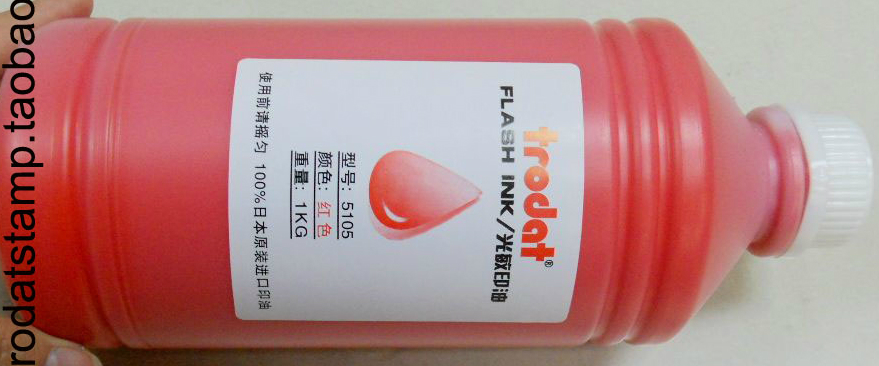 trodat®
FLASH INK/光敏印油
型号: 5105
颜色: 红色
重量: 1KG
使用前请摇匀 100%日本原装进口印油
rodatstamp.taobao